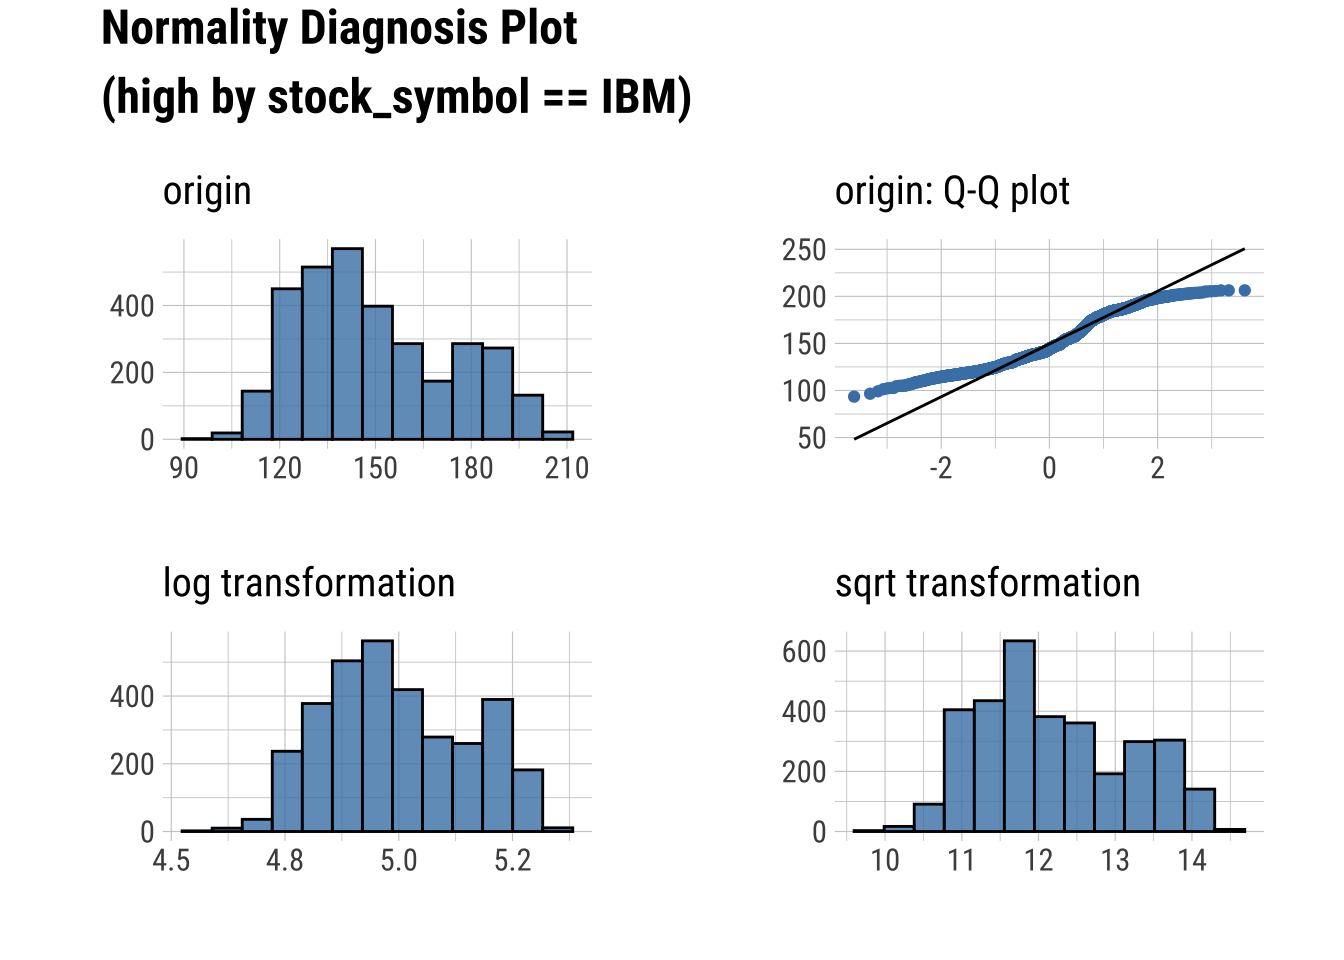 Normality Diagnosis Plot
(high by stock_symbol == IBM)
origin
400
200
0
90 120 150 180 210
origin: Q-Q plot
250
200
150
100
50
-2 0 2
log transformation
400
200
0
4.5 4.8 5.0 5.2
sqrt transformation
600
400
200
0
10 11 12 13 14